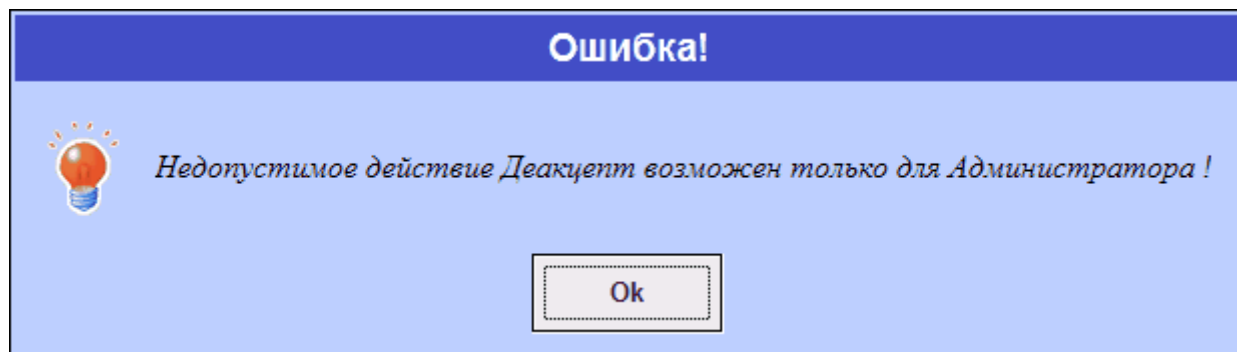 Ошибка!
Недопустимое действие Деакцепт возможен только для Администратора !
Ok